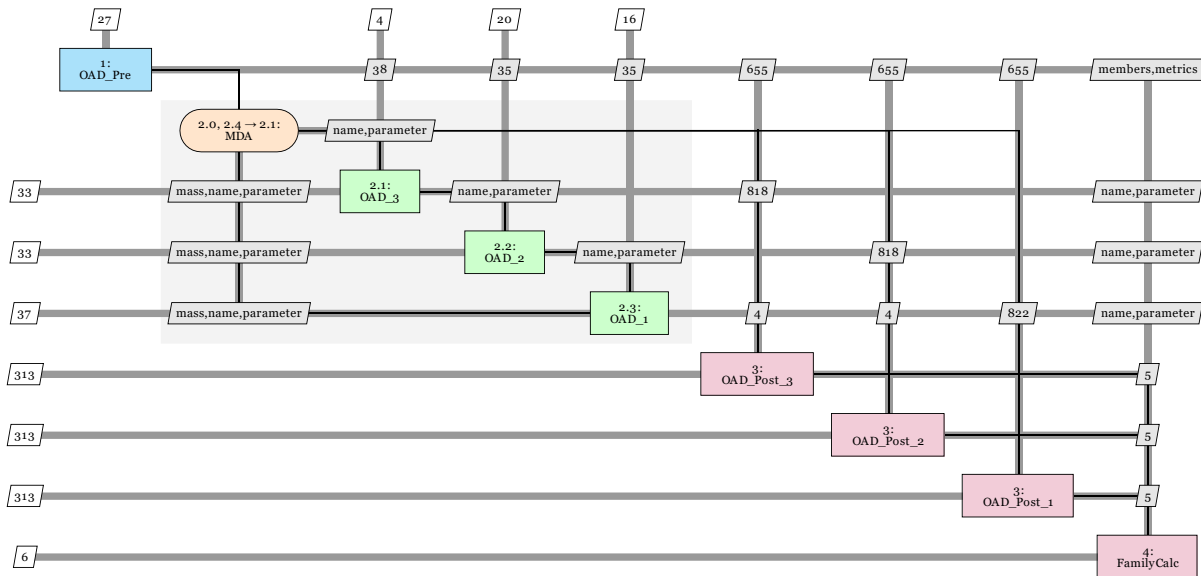 27
4
20
16
1:
OAD_Pre
38
35
35
655
655
655
members,metrics
2.0, 2.4 → 2.1:
MDA
name,parameter
33
mass,name,parameter
2.1:
OAD_3
name,parameter
818
name,parameter
33
mass,name,parameter
2.2:
OAD_2
name,parameter
818
name,parameter
37
mass,name,parameter
2.3:
OAD_1
4
4
822
name,parameter
313
3:
OAD_Post_3
5
313
3:
OAD_Post_2
5
313
3:
OAD_Post_1
5
6
4:
FamilyCalc